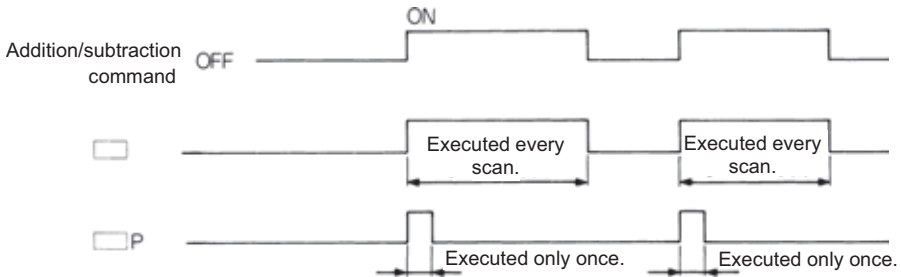 ON
Addition/subtraction
command
OFF
Executed every
scan.
Executed every
scan.
P
Executed only once.
Executed only once.